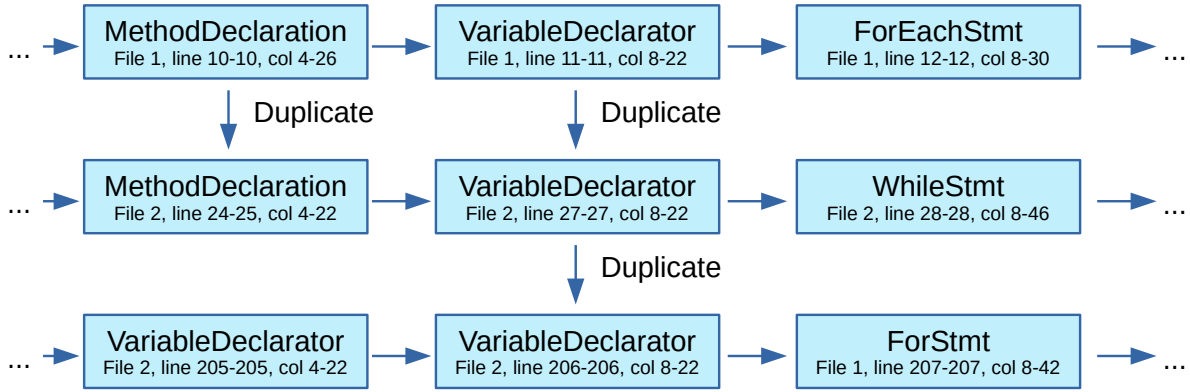 ... MethodDeclaration VariableDeclarator ForEachStmt ...
File 1, line 10-10, col 4-26 File 1, line 11-11, col 8-22 File 1, line 12-12, col 8-30
Duplicate Duplicate
... MethodDeclaration VariableDeclarator WhileStmt ...
File 2, line 24-25, col 4-22 File 2, line 27-27, col 8-22 File 2, line 28-28, col 8-46
Duplicate
... VariableDeclarator VariableDeclarator ForStmt ...
File 2, line 205-205, col 4-22 File 2, line 206-206, col 8-22 File 1, line 207-207, col 8-42